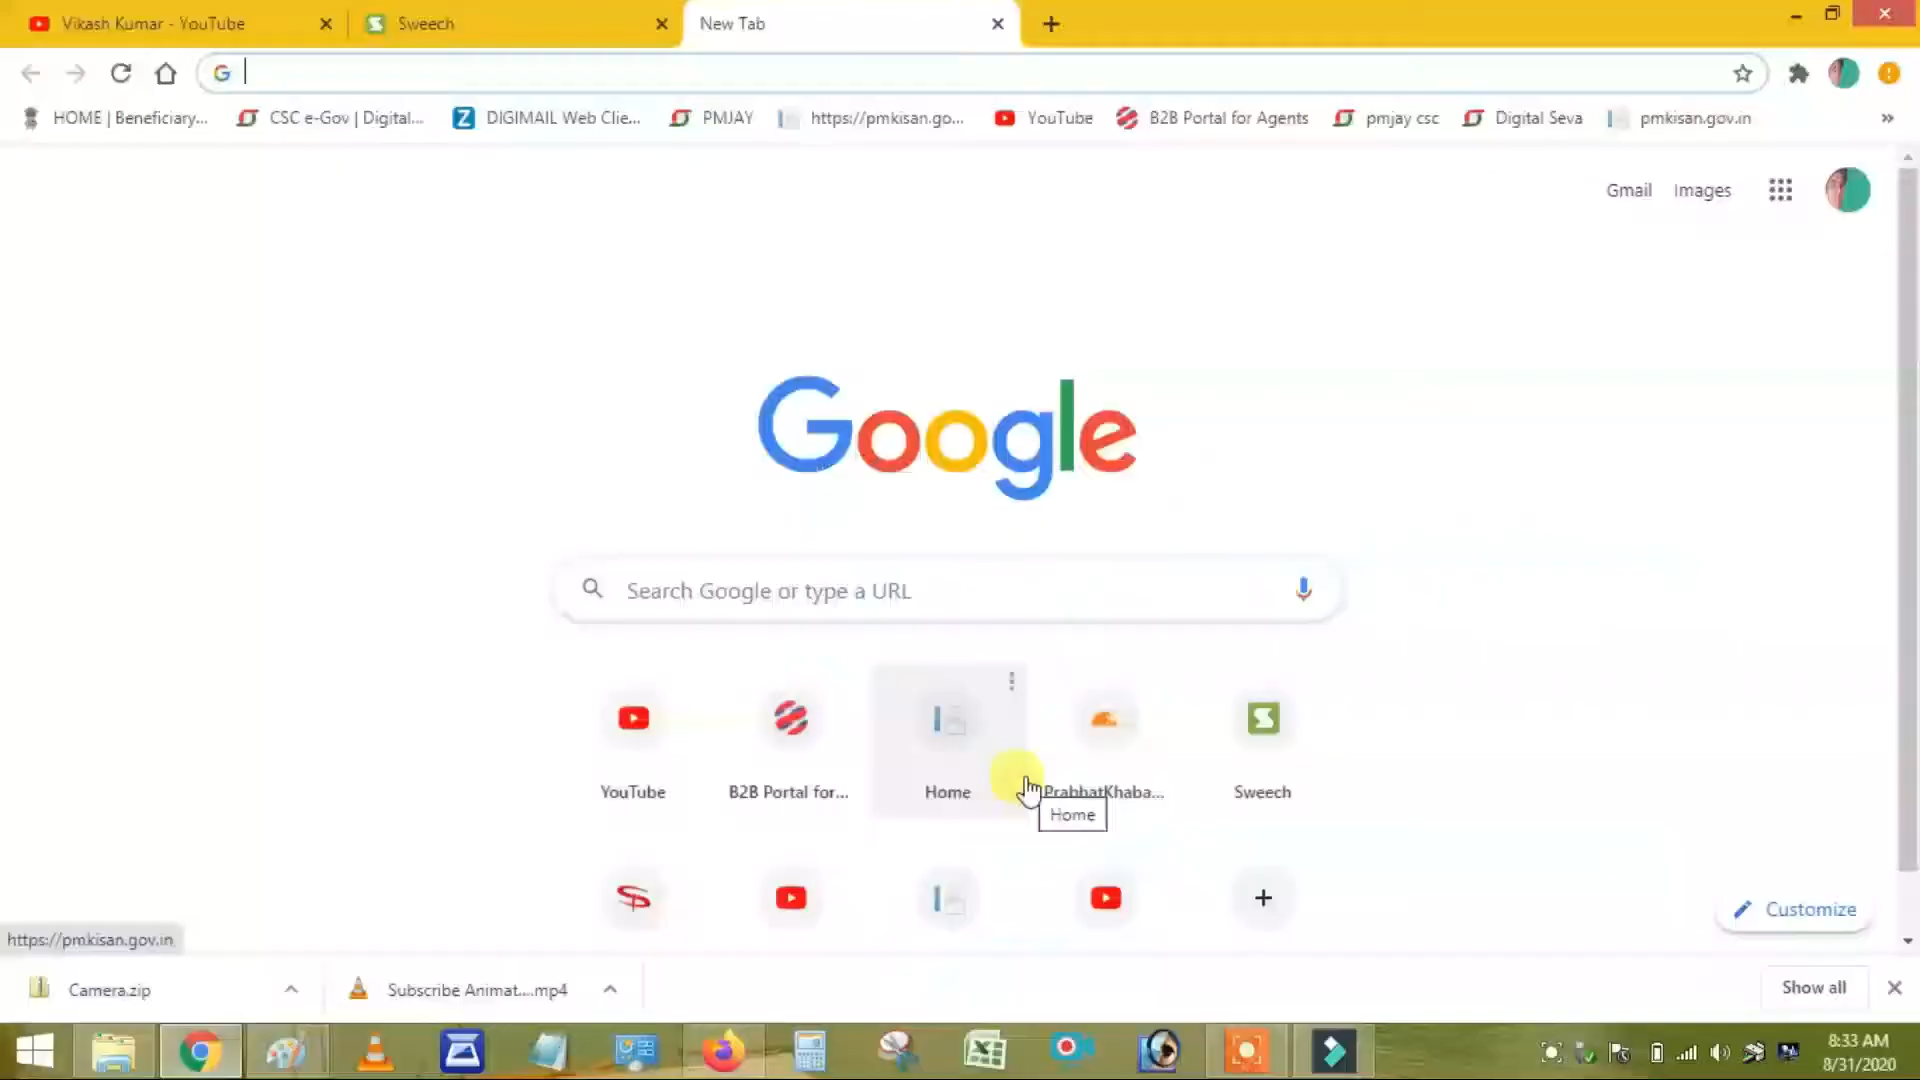 Vikash Kumar - YouTube
Sweech
New Tab
HOME | Beneficiary...
CSC e-Gov | Digital...
DIGIMAIL Web Clie...
PMJAY
https://pmkisan.go...
YouTube
B2B Portal for Agents
pmjay csc
Digital Seva
pmkisan.gov.in
Gmail
Images
Google
Search Google or type a URL
YouTube
B2B Portal for...
Home
PrabhatKhaba...
Sweech
Home
Customize
https://pmkisan.gov.in
Camera.zip
Subscribe Animat....mp4
Show all
8:33 AM
8/31/2020